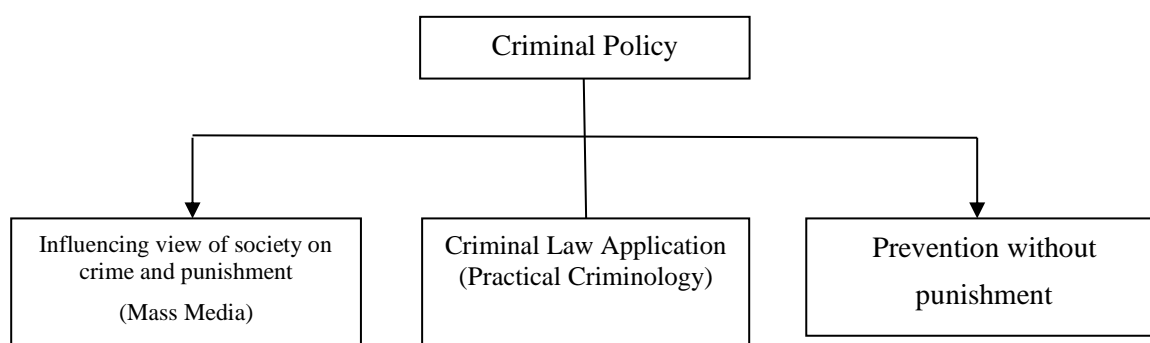 Criminal Policy
Influencing view of society on
crime and punishment
(Mass Media)
Criminal Law Application
(Practical Criminology)
Prevention without
punishment